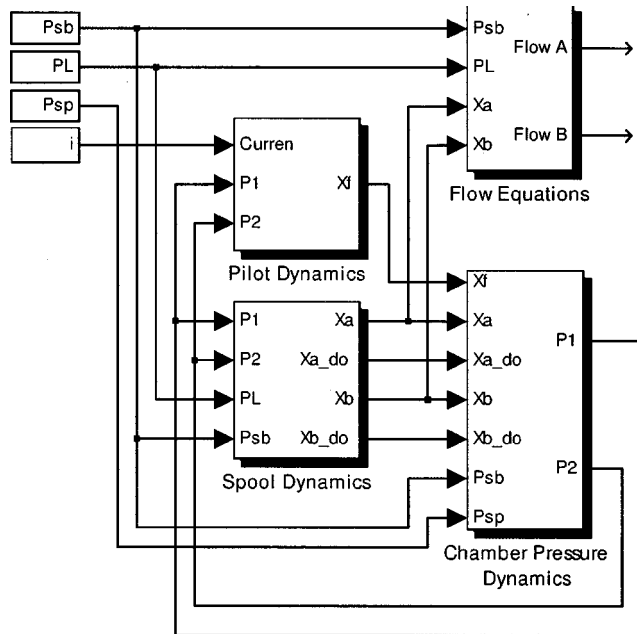 Psb
PL
Psp
i
Psb
PL
Xa
Xb
Flow A
Flow B
Flow Equations
Curren
P1
P2
Xf
Pilot Dynamics
P1
P2
PL
Psb
Xa
Xa_do
Xb
Xb_do
Spool Dynamics
Xf
Xa
Xa_do
Xb
Xb_do
Psb
Psp
P1
P2
Chamber Pressure
Dynamics